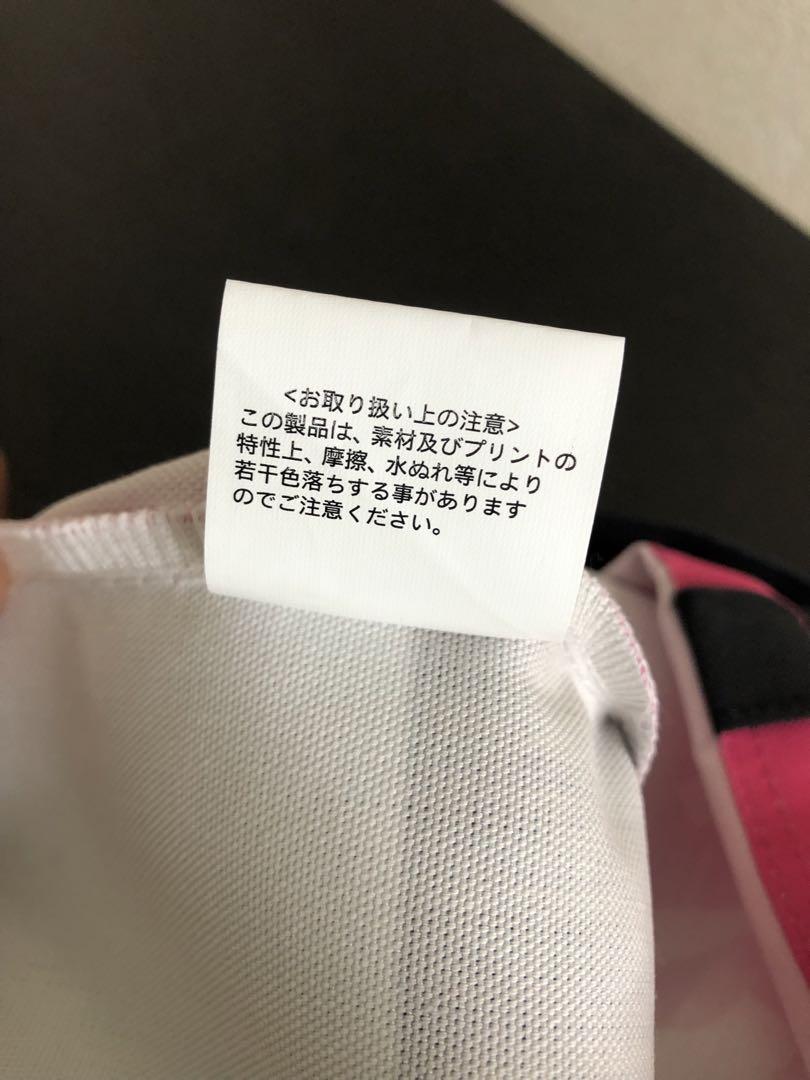 <お取り扱い上の注意>
この製品は、素材及びプリントの
特性上、摩擦、水ぬれ等により
若干色落ちする事があります
のでご注意ください。